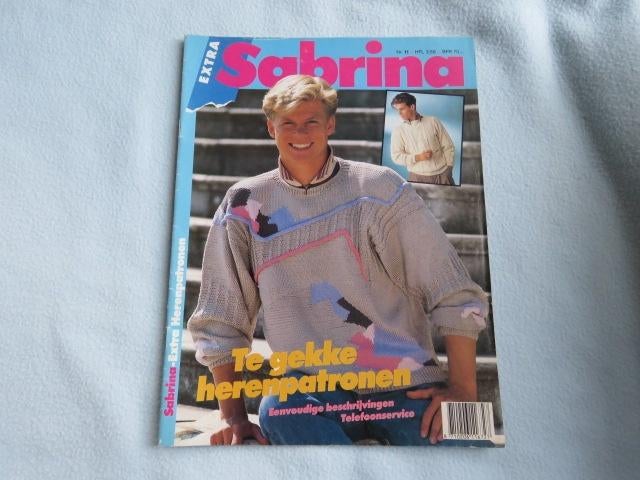 EXTRA
Sabrina
Sabrina-Extra Herenpatronen
Te gekke
herenpatronen
Eenvoudige beschrijvingen
Telefoonservice